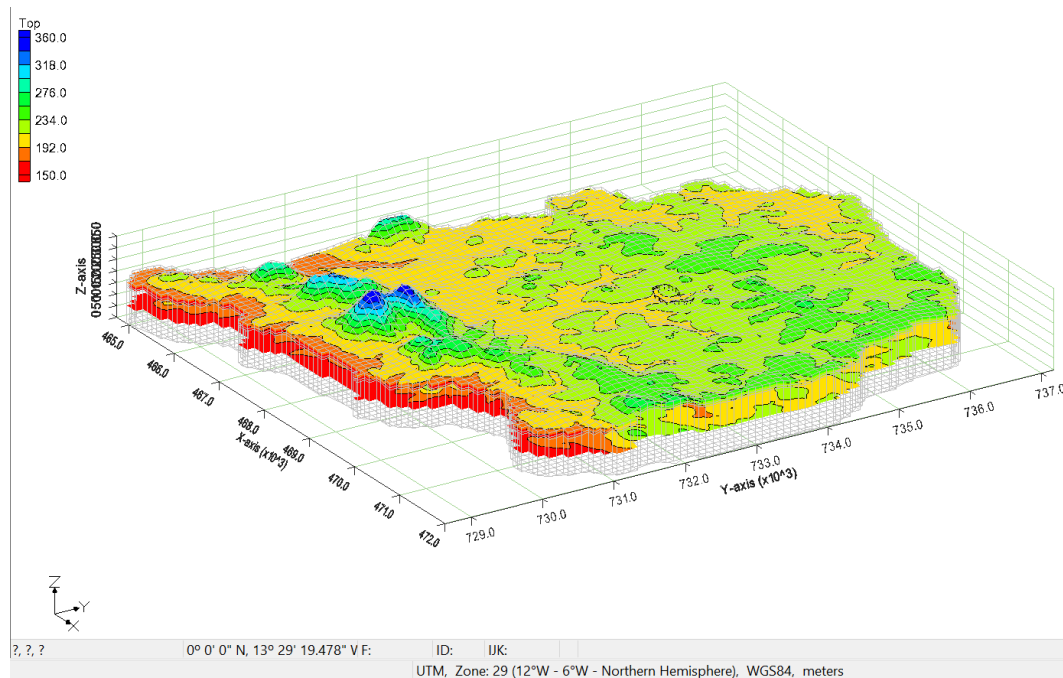 Top
360.0
318.0
276.0
234.0
192.0
150.0
Z-axis
465.0
466.0
467.0
468.0
469.0
470.0
471.0
472.0
X-axis (x10^3)
729.0
730.0
731.0
732.0
733.0
734.0
735.0
736.0
737.0
Y-axis (x10^3)
Z
Y
X
?, ?, ? 0º 0' 0" N, 13º 29' 19.478" V F: ID: IJK:
UTM, Zone: 29 (12°W - 6°W - Northern Hemisphere), WGS84, meters